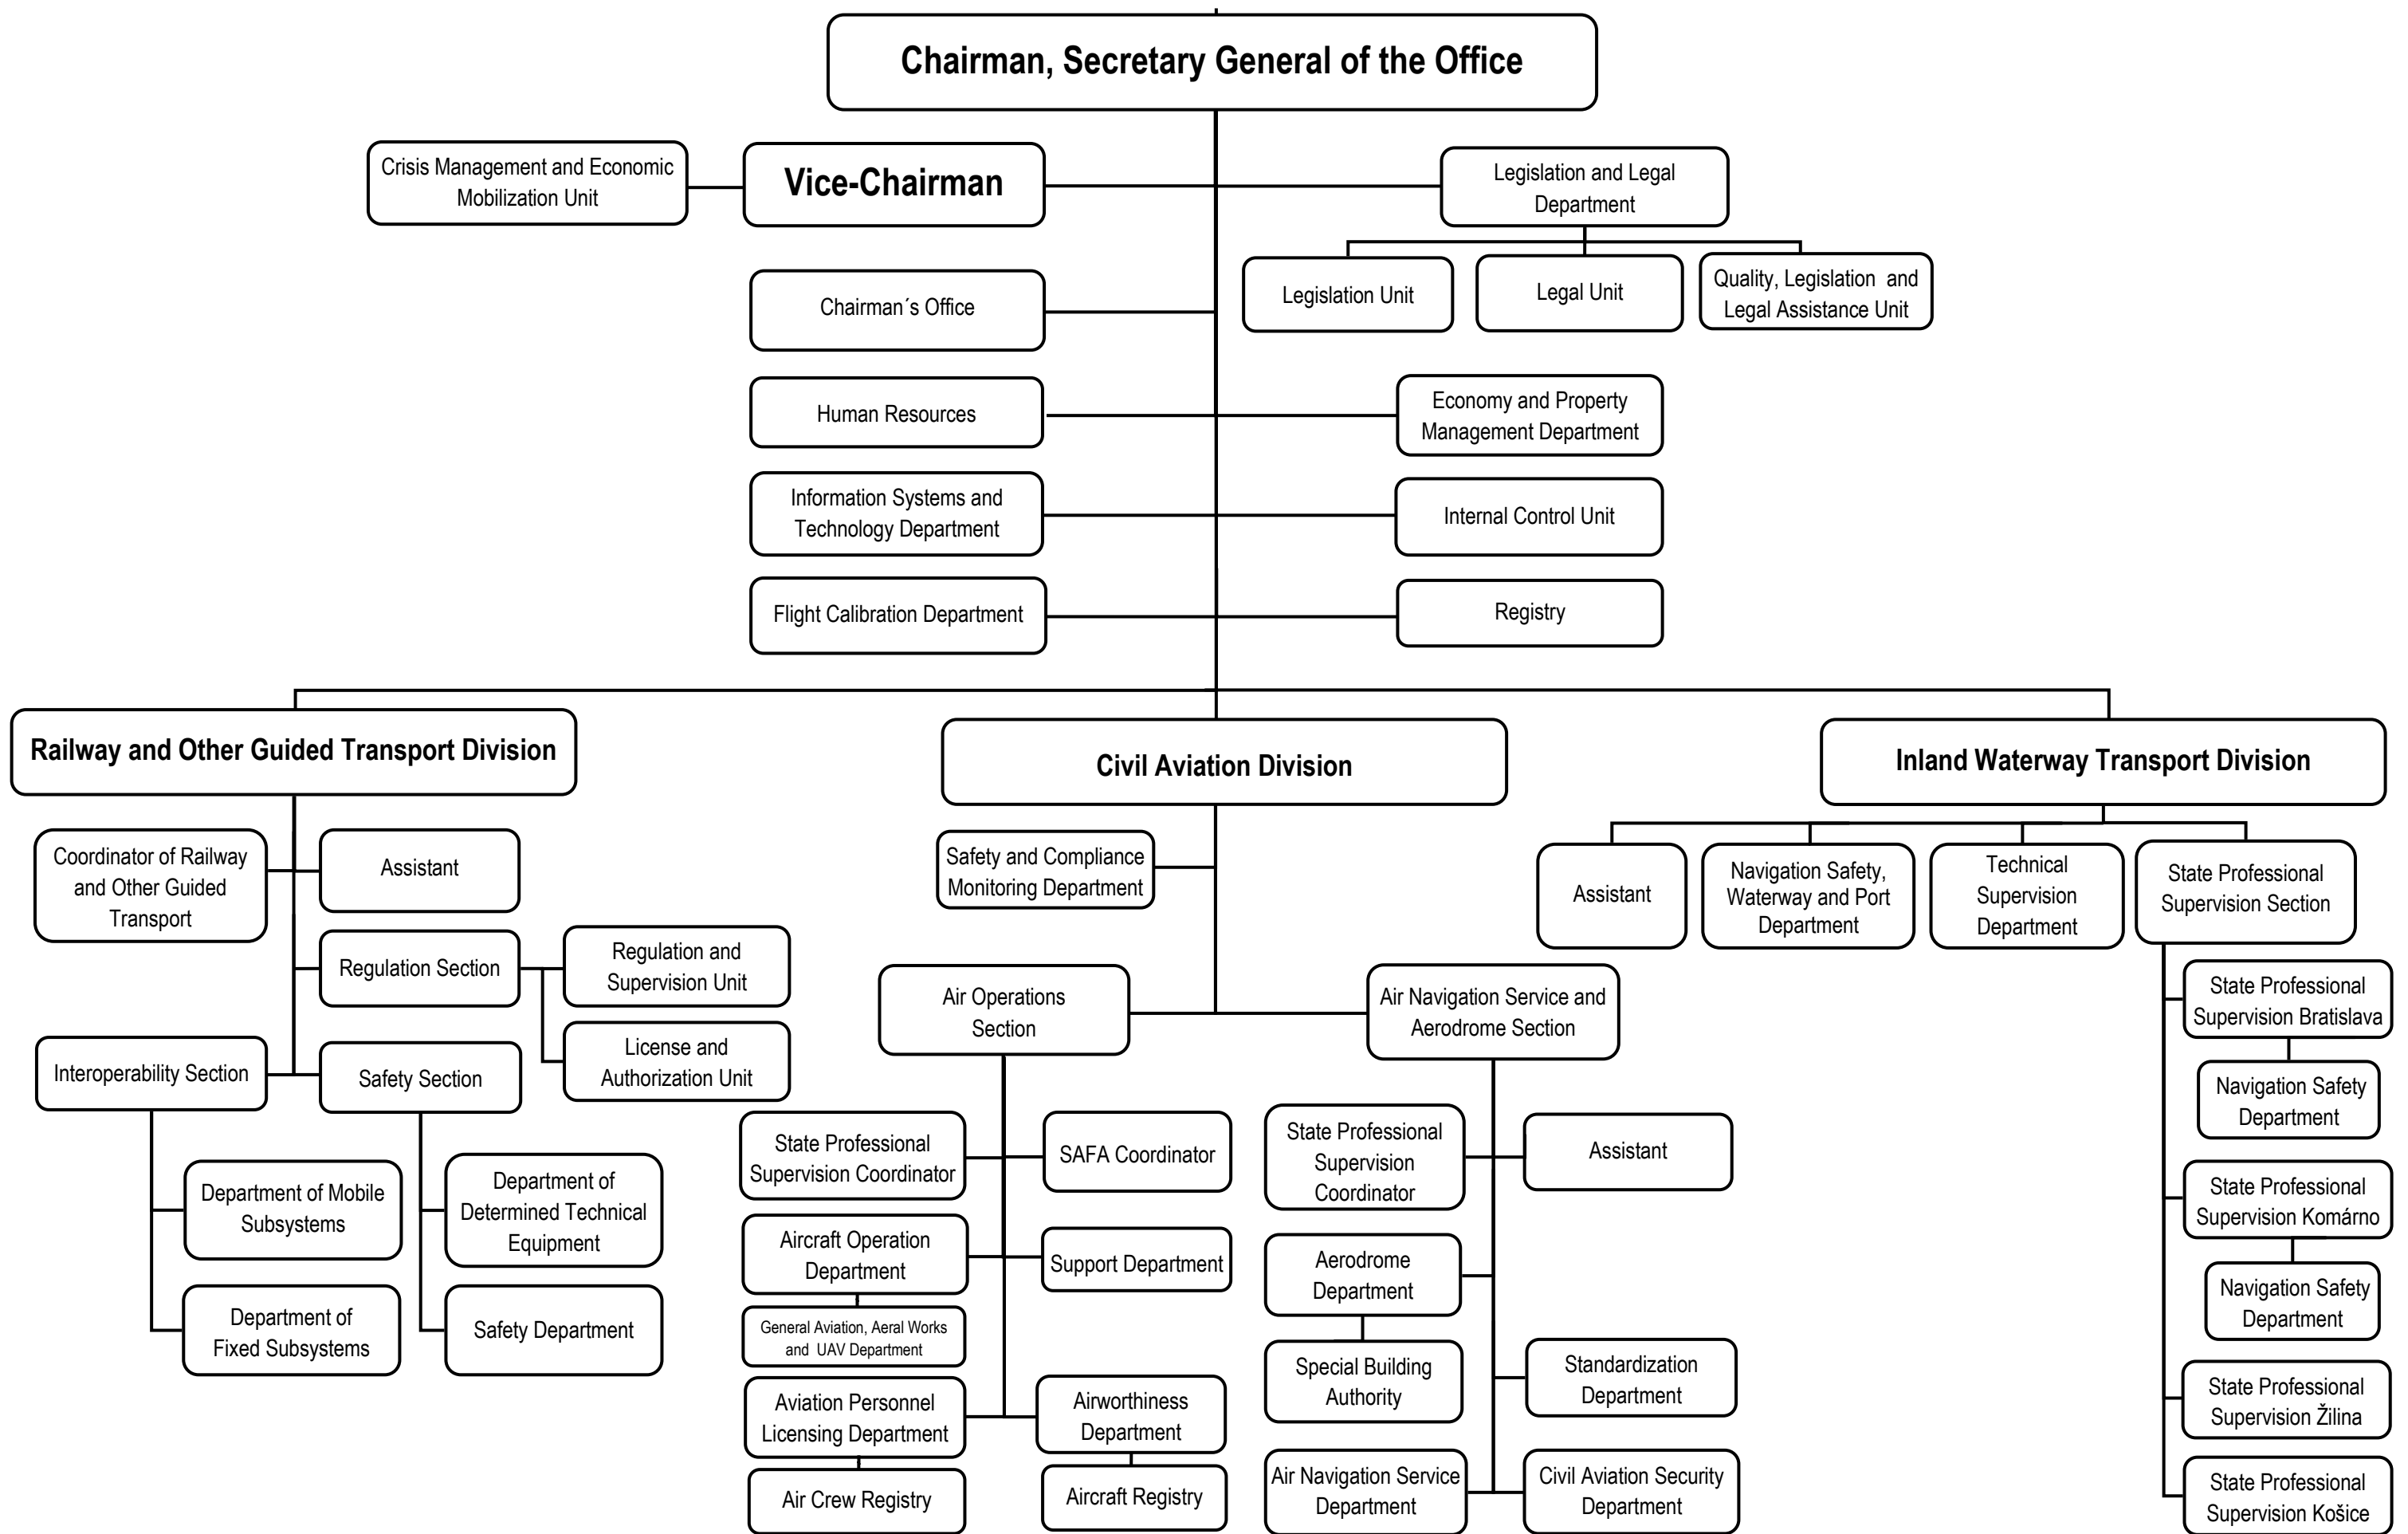 Chairman, Secretary General of the Office
Crisis Management and Economic
Mobilization Unit
Vice-Chairman
Legislation and Legal
Department
Legislation Unit
Legal Unit
Quality, Legislation and
Legal Assistance Unit
Chairman´s Office
Human Resources
Economy and Property
Management Department
Information Systems and
Technology Department
Internal Control Unit
Flight Calibration Department
Registry
Railway and Other Guided Transport Division
Civil Aviation Division
Inland Waterway Transport Division
Coordinator of Railway
and Other Guided
Transport
Assistant
Regulation Section
Regulation and
Supervision Unit
License and
Authorization Unit
Interoperability Section
Safety Section
Department of Mobile
Subsystems
Department of
Fixed Subsystems
Department of
Determined Technical
Equipment
Safety Department
Safety and Compliance
Monitoring Department
Air Operations
Section
Air Navigation Service and
Aerodrome Section
State Professional
Supervision Coordinator
SAFA Coordinator
Aircraft Operation
Department
Support Department
General Aviation, Aeral Works
and UAV Department
Aviation Personnel
Licensing Department
Airworthiness
Department
Air Crew Registry
Aircraft Registry
State Professional
Supervision
Coordinator
Assistant
Aerodrome
Department
Special Building
Authority
Standardization
Department
Air Navigation Service
Department
Civil Aviation Security
Department
Assistant
Navigation Safety,
Waterway and Port
Department
Technical
Supervision
Department
State Professional
Supervision Section
State Professional
Supervision Bratislava
Navigation Safety
Department
State Professional
Supervision Komárno
Navigation Safety
Department
State Professional
Supervision Žilina
State Professional
Supervision Košice